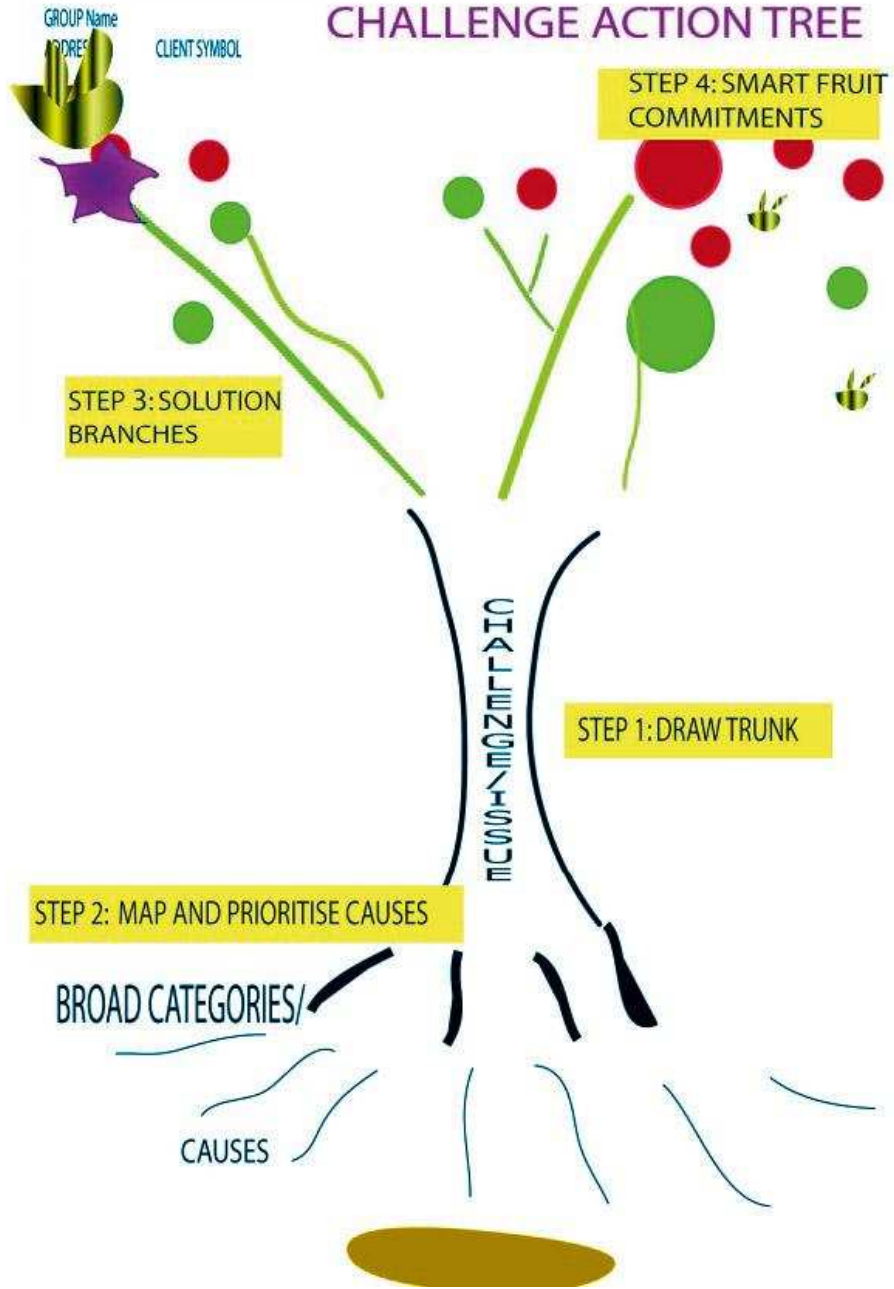 GROUP Name
CHALLENGE ACTION TREE
CLIENT SYMBOL
STEP 4: SMART FRUIT
COMMITMENTS
STEP 3: SOLUTION
BRANCHES
CHALLENGE/ISSUE
STEP 1: DRAW TRUNK
STEP 2: MAP AND PRIORITISE CAUSES
BROAD CATEGORIES/
CAUSES